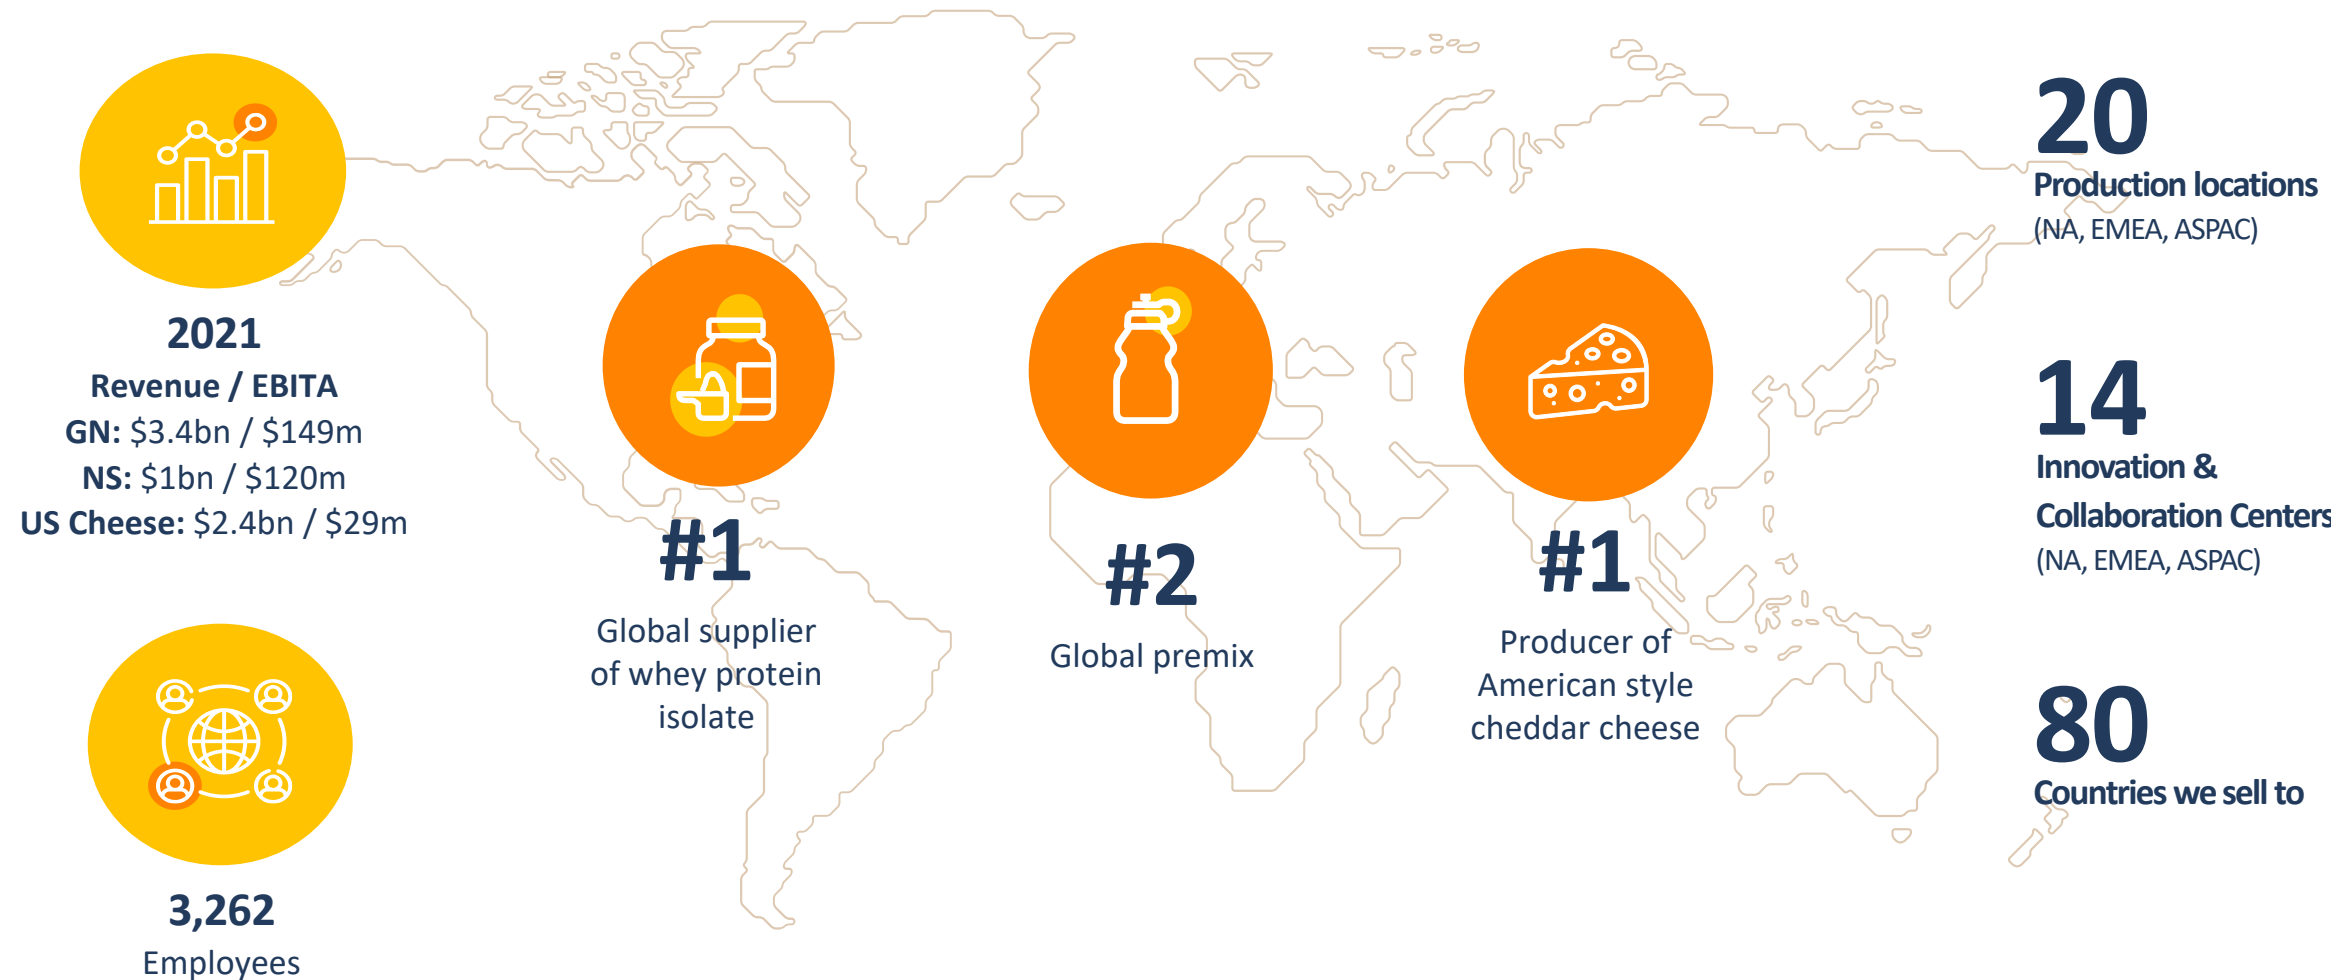 2021
Revenue / EBITA
GN: $3.4bn / $149m
NS: $1bn / $120m
US Cheese: $2.4bn / $29m
3,262
Employees
#1
Global supplier
of whey protein
isolate
#2
Global premix
#1
Producer of
American style
cheddar cheese
20
Production locations
(NA, EMEA, ASPAC)
14
Innovation &
Collaboration Centers
(NA, EMEA, ASPAC)
80
Countries we sell to